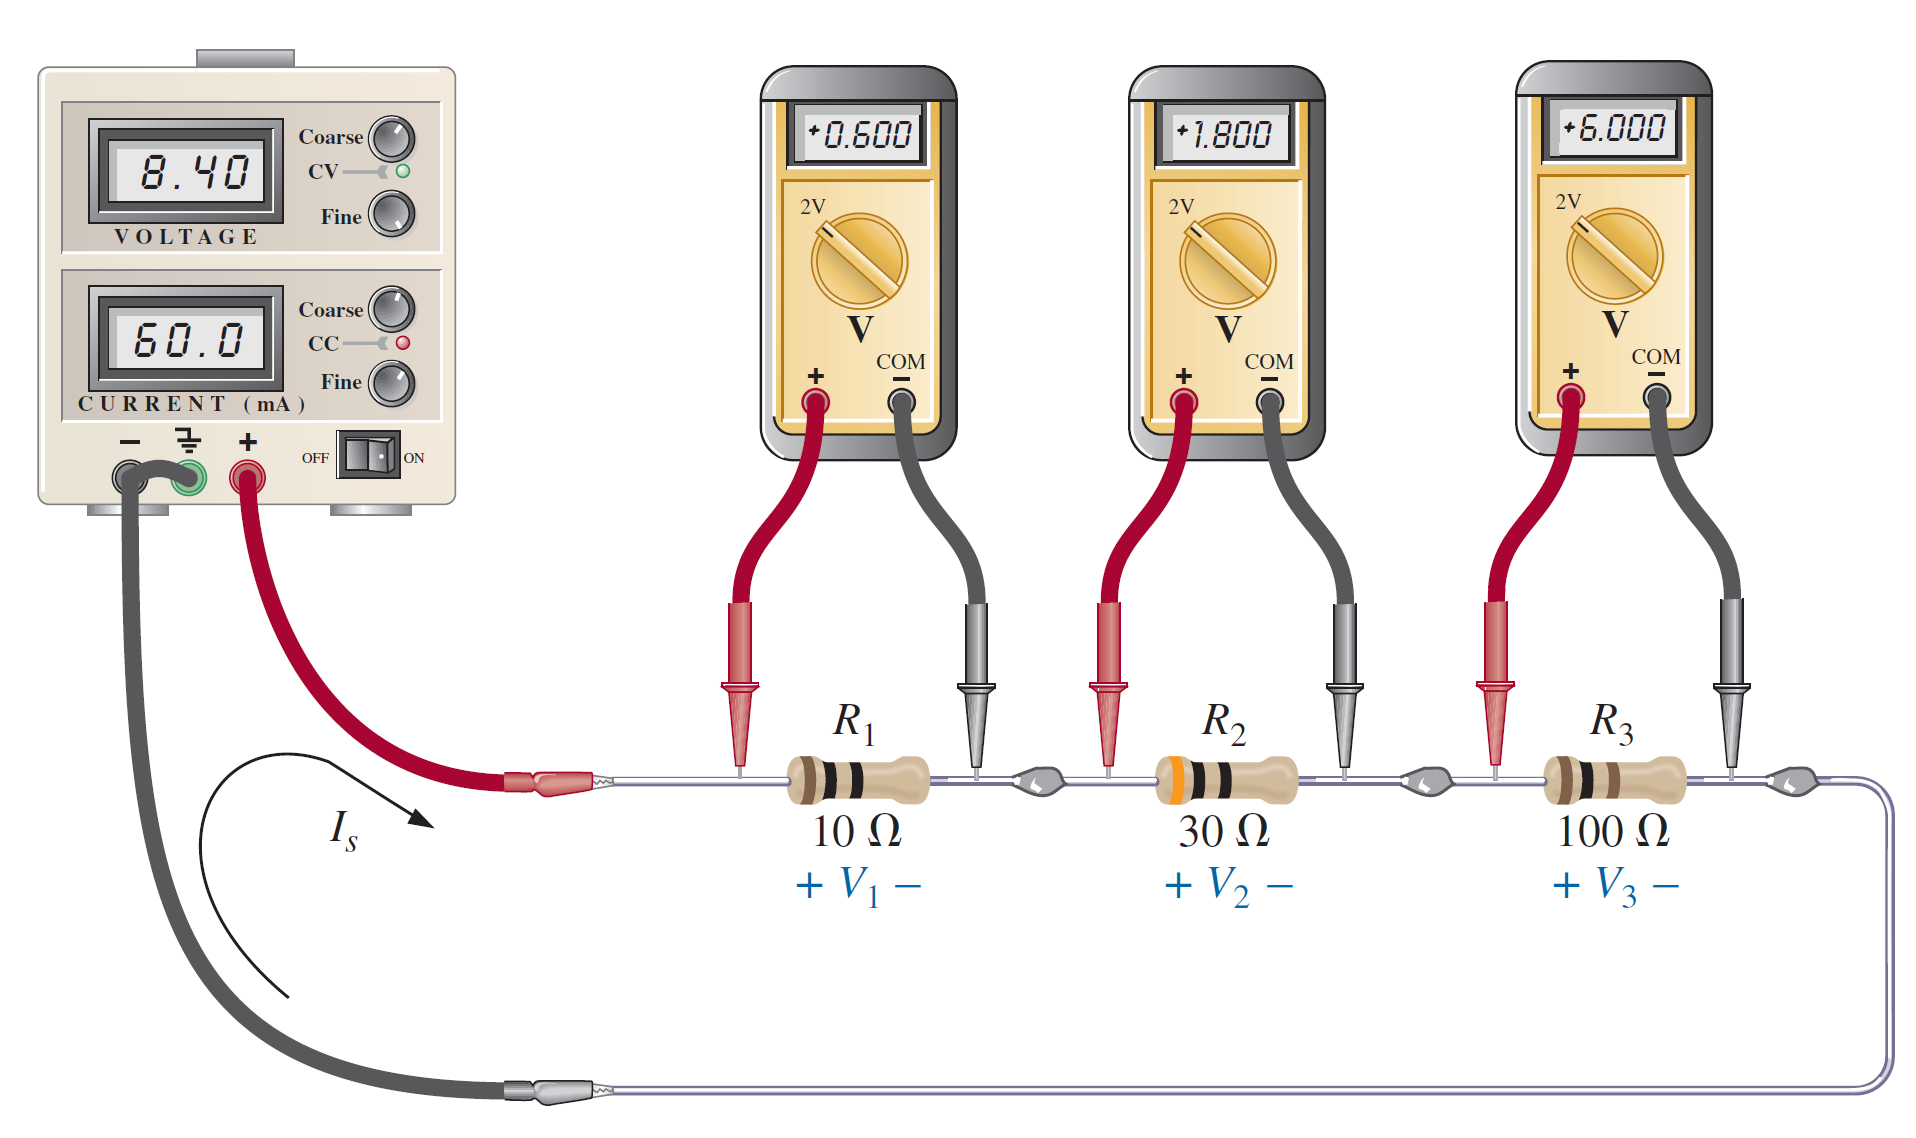 8.40
Coarse
CV
Fine
VOLTAGE
60.0
Coarse
CC
Fine
CURRENT (mA)
− +
OFF ON
+0.600
2V
V
COM
+ −
+1.800
2V
V
COM
+ −
+6.000
2V
V
COM
+ −
Iₛ
R₁
10 Ω
+ V₁ −
R₂
30 Ω
+ V₂ −
R₃
100 Ω
+ V₃ −